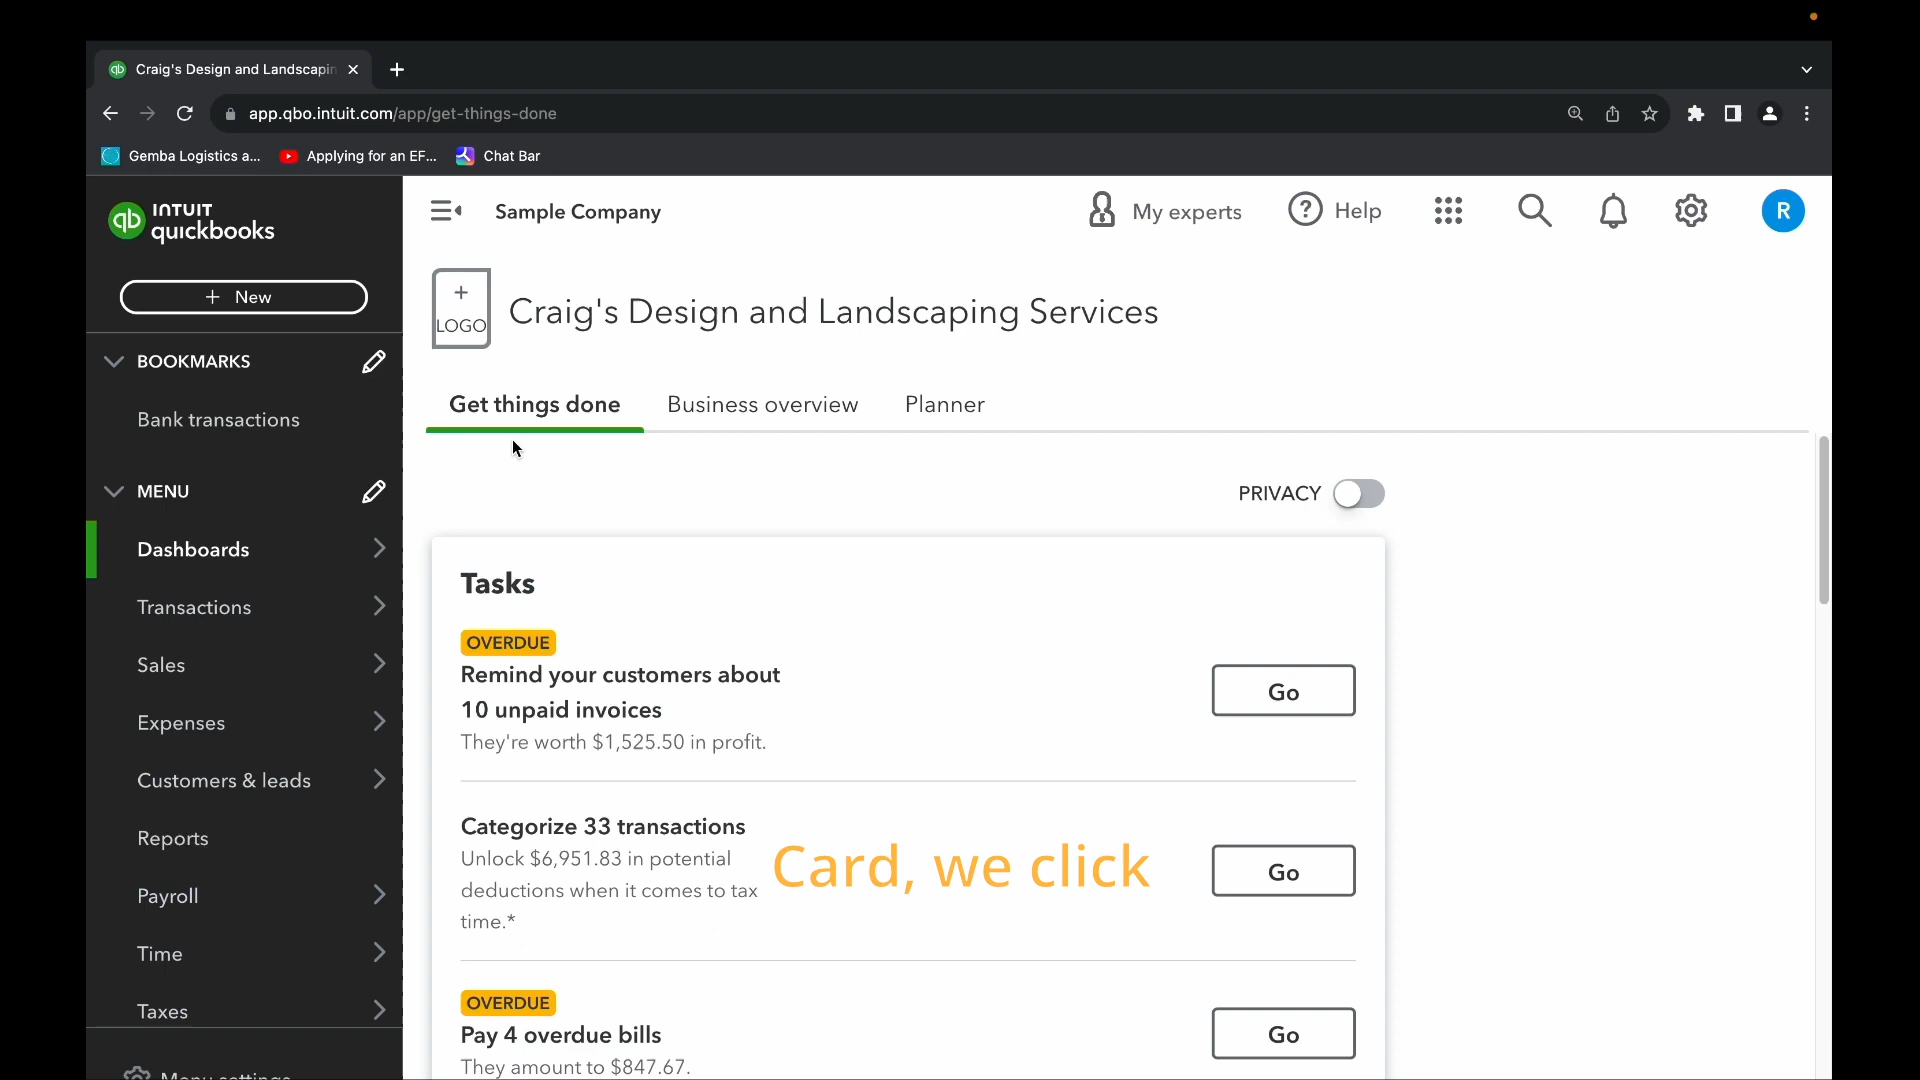 Craig's Design and Landscapin
app.qbo.intuit.com/app/get-things-done
Gemba Logistics a...
Applying for an EF...
Chat Bar
qb INTUIT
quickbooks
Sample Company
My experts
? Help
R
+ New
+
LOGO
Craig's Design and Landscaping Services
BOOKMARKS
Bank transactions
Get things done
Business overview
Planner
MENU
PRIVACY
Dashboards
Transactions
Sales
Expenses
Customers & leads
Reports
Payroll
Time
Taxes
Menu settings
Tasks
OVERDUE
Remind your customers about
10 unpaid invoices
They're worth $1,525.50 in profit.
Go
Categorize 33 transactions
Unlock $6,951.83 in potential
deductions when it comes to tax
time.*
Go
Card, we click
OVERDUE
Pay 4 overdue bills
They amount to $847.67.
Go